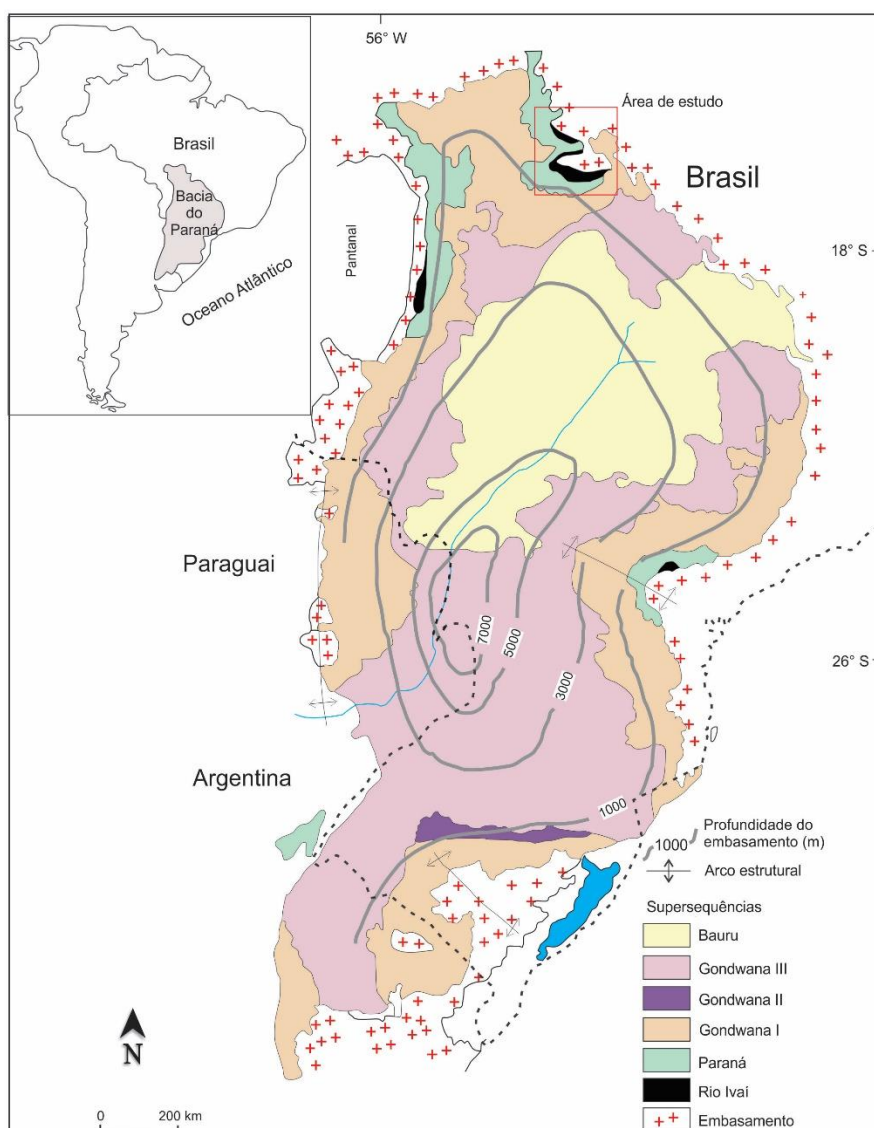 56° W
Brasil
Bacia
do
Paraná
Oceano Atlântico
Área de estudo
Brasil
Pantanal
18° S
Paraguai
7000
5000
3000
26° S
Argentina
1000
1000
Profundidade do
embasamento (m)
Arco estrutural
Supersequências
Bauru
Gondwana III
Gondwana II
Gondwana I
Paraná
Rio Ivaí
Embasamento
N
0 200 km